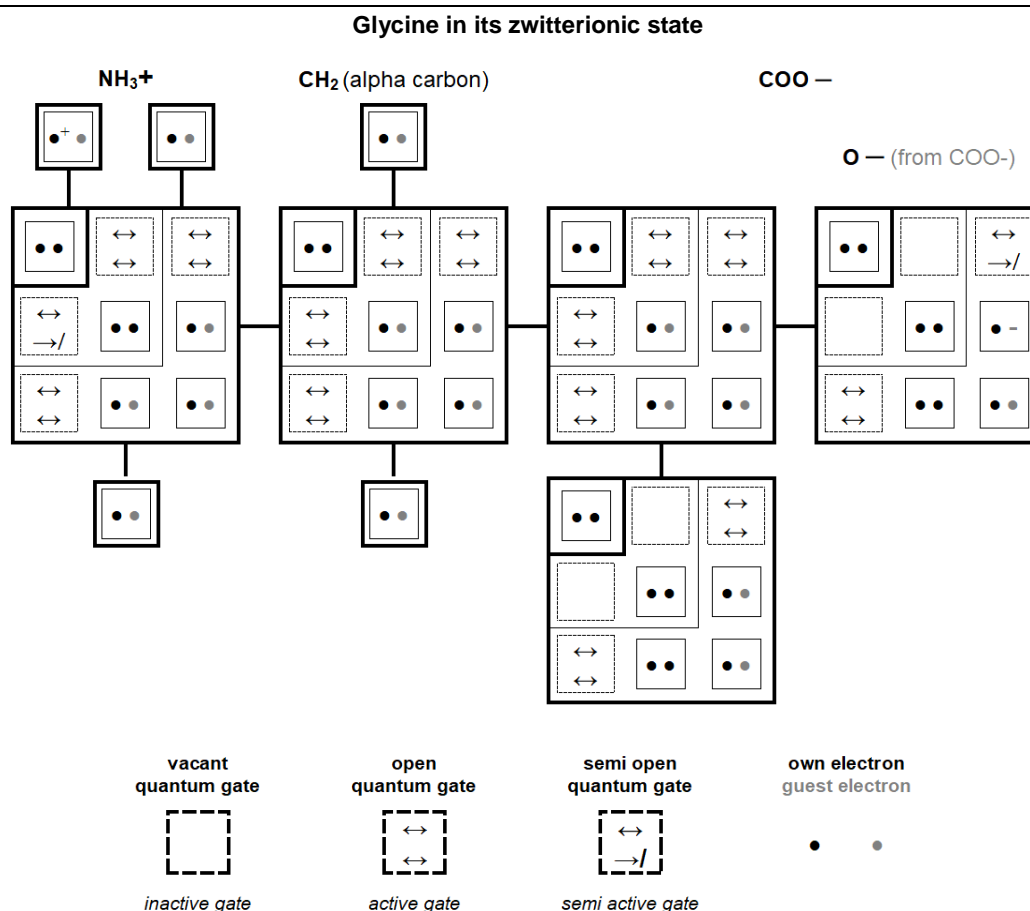 Glycine in its zwitterionic state
NH3+ CH2 (alpha carbon) COO —
O — (from COO-)
●+ ● ● ● ● ●
●● ↔ ↔ ●● ↔ ↔ ●● ↔ ↔ ●● ↔
↔ ↔ ↔ ↔ ↔ ↔ →/
↔ ●● ●● ↔ ●● ●● ↔ ●● ●● ●● ● -
→/ ↔ ↔
↔ ●● ●● ↔ ●● ●● ↔ ●● ●● ↔ ●● ●●
↔ ↔ ↔ ↔
●● ●● ●● ↔
↔
●● ●●
↔ ●● ●●
↔
vacant open semi open own electron
quantum gate quantum gate quantum gate guest electron
↔ ↔ ● ●
↔ →/
inactive gate active gate semi active gate